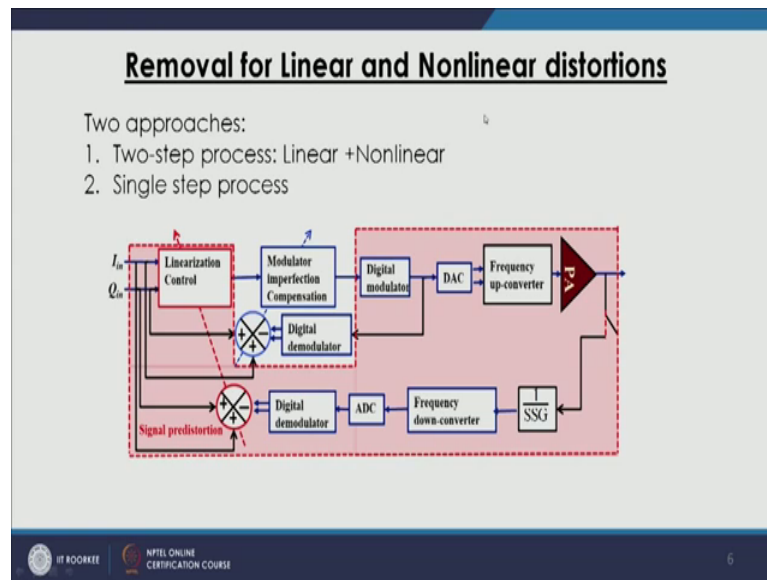 Removal for Linear and Nonlinear distortions
Two approaches:
1. Two-step process: Linear +Nonlinear
2. Single step process
I_in
Q_in
Linearization
Control
Modulator
imperfection
Compensation
Digital
modulator
DAC
Frequency
up-converter
PA
Digital
demodulator
Signal predistortion
Digital
demodulator
ADC
Frequency
down-converter
1
SSG
IIT ROORKEE
NPTEL ONLINE
CERTIFICATION COURSE
6